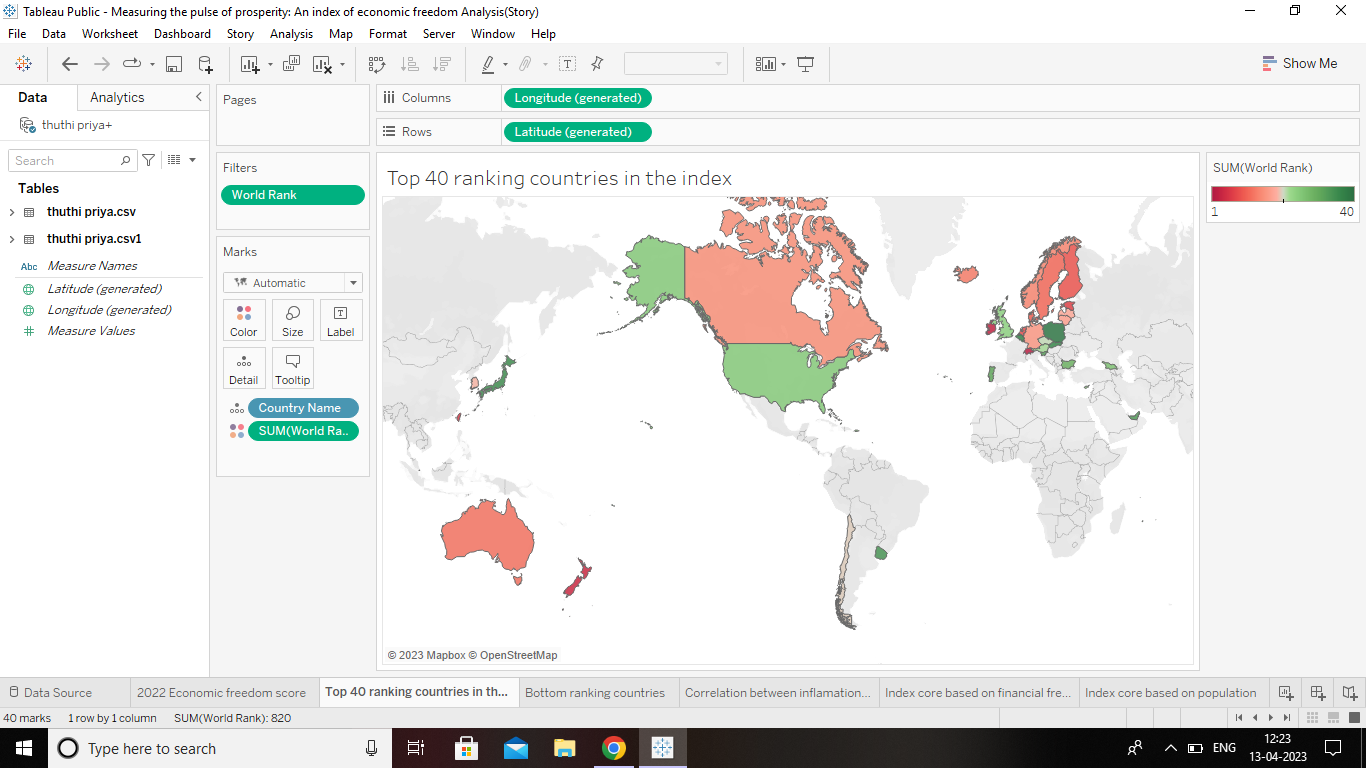 Tableau Public - Measuring the pulse of prosperity: An index of economic freedom Analysis(Story)
File Data Worksheet Dashboard Story Analysis Map Format Server Window Help
Show Me
Data Analytics
thuthi priya+
Search
Tables
thuthi priya.csv
thuthi priya.csv1
Abc Measure Names
Latitude (generated)
Longitude (generated)
Measure Values
Pages
Filters
World Rank
Marks
Automatic
Color Size Label
Detail Tooltip
Country Name
SUM(World Ra..
Columns Longitude (generated)
Rows Latitude (generated)
Top 40 ranking countries in the index
© 2023 Mapbox © OpenStreetMap
SUM(World Rank)
1 40
Data Source 2022 Economic freedom score Top 40 ranking countries in th... Bottom ranking countries Correlation between inflamation... Index core based on financial fre... Index core based on population
40 marks 1 row by 1 column SUM(World Rank): 820
Type here to search
ENG
12:23
13-04-2023